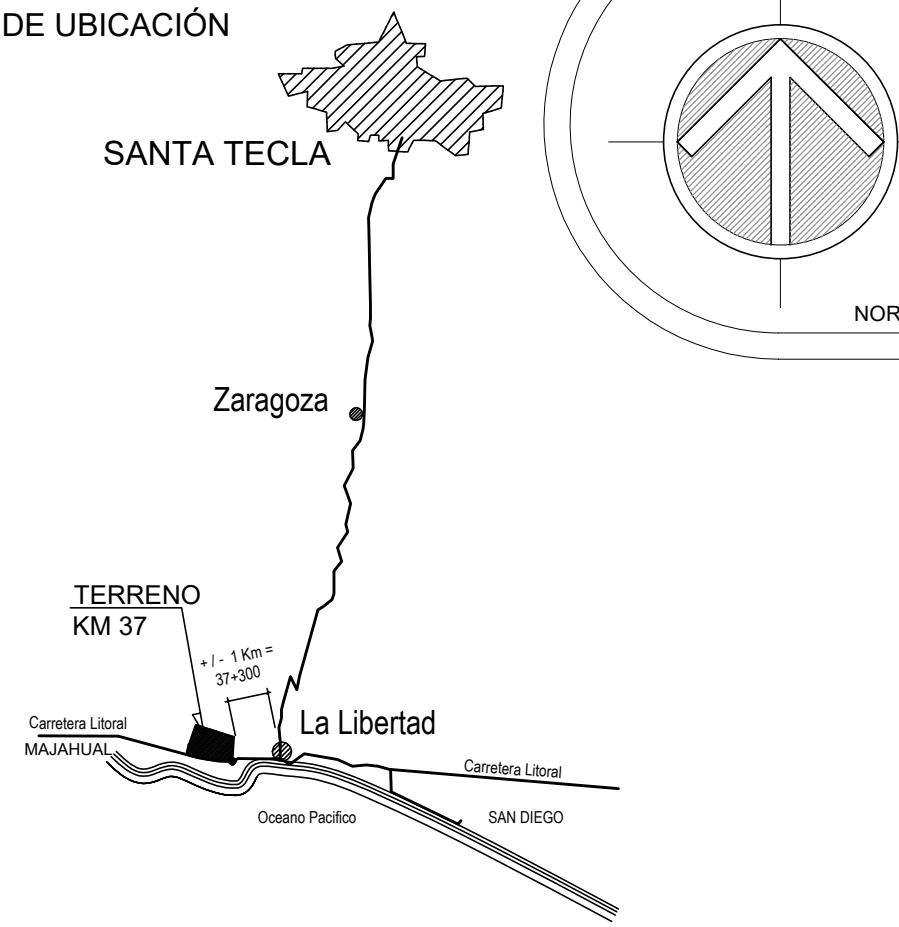 DE UBICACIÓN
SANTA TECLA
NOR
Zaragoza
TERRENO
KM 37
+ / - 1 Km =
37+300
La Libertad
Carretera Litoral
MAJAHUAL
Carretera Litoral
Oceano Pacifico
SAN DIEGO